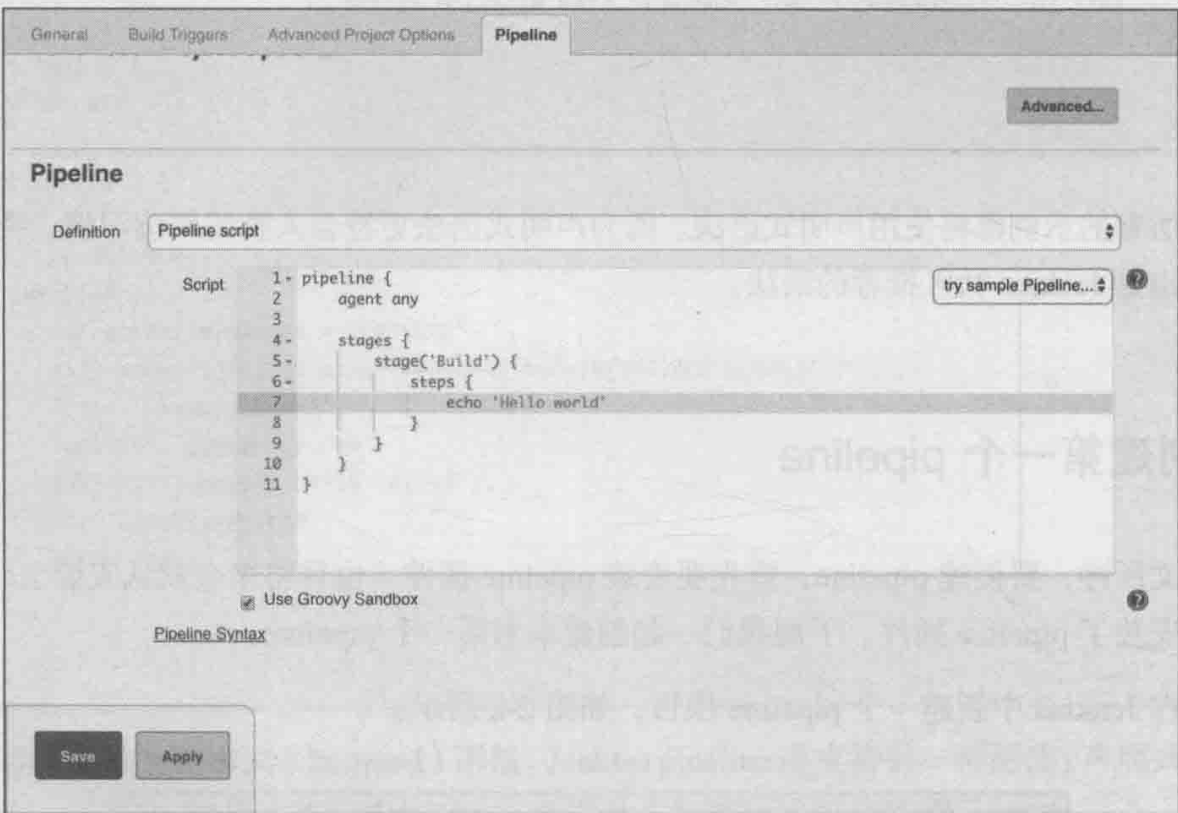 General Build Triggers Advanced Project Options Pipeline
Advanced...
Pipeline
Definition Pipeline script
Script
try sample Pipeline...
1 pipeline {
2     agent any
3
4     stages {
5         stage('Build') {
6             steps {
7                 echo 'Hello world'
8             }
9         }
10     }
11 }
Use Groovy Sandbox
Pipeline Syntax
Save Apply